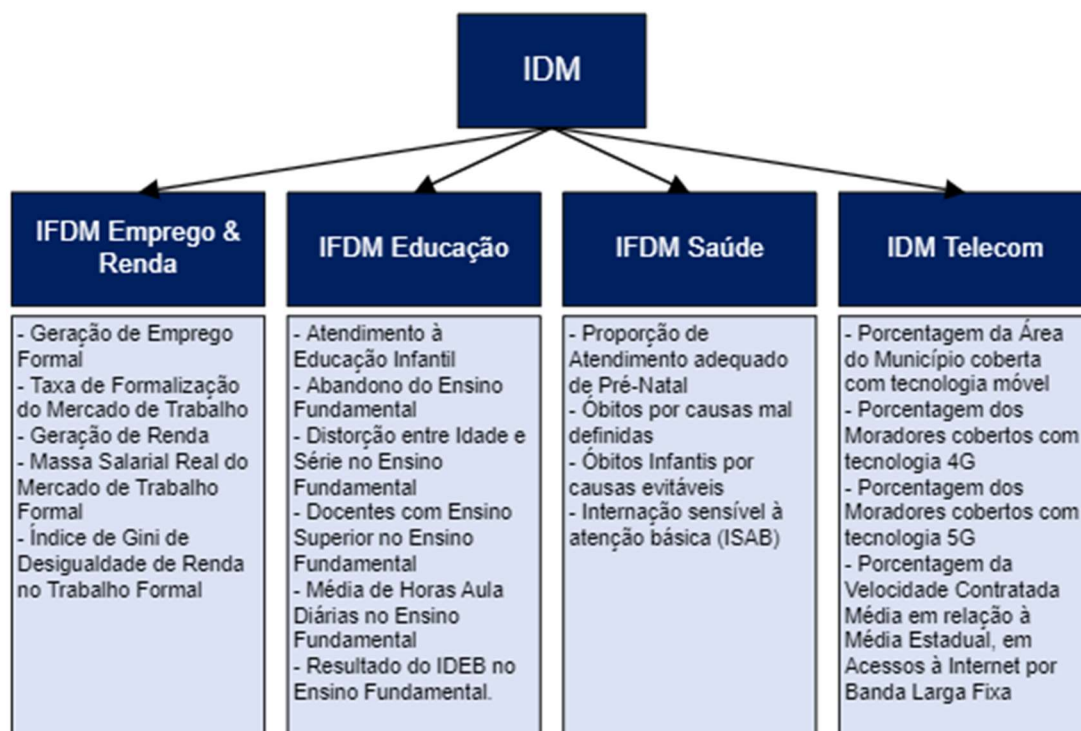 IDM
IFDM Emprego &
Renda
- Geração de Emprego
Formal
- Taxa de Formalização
do Mercado de Trabalho
- Geração de Renda
- Massa Salarial Real do
Mercado de Trabalho
Formal
- Índice de Gini de
Desigualdade de Renda
no Trabalho Formal
IFDM Educação
- Atendimento à
Educação Infantil
- Abandono do Ensino
Fundamental
- Distorção entre Idade e
Série no Ensino
Fundamental
- Docentes com Ensino
Superior no Ensino
Fundamental
- Média de Horas Aula
Diárias no Ensino
Fundamental
- Resultado do IDEB no
Ensino Fundamental.
IFDM Saúde
- Proporção de
Atendimento adequado
de Pré-Natal
- Óbitos por causas mal
definidas
- Óbitos Infantis por
causas evitáveis
- Internação sensível à
atenção básica (ISAB)
IDM Telecom
- Porcentagem da Área
do Município coberta
com tecnologia móvel
- Porcentagem dos
Moradores cobertos com
tecnologia 4G
- Porcentagem dos
Moradores cobertos com
tecnologia 5G
- Porcentagem da
Velocidade Contratada
Média em relação à
Média Estadual, em
Acessos à Internet por
Banda Larga Fixa